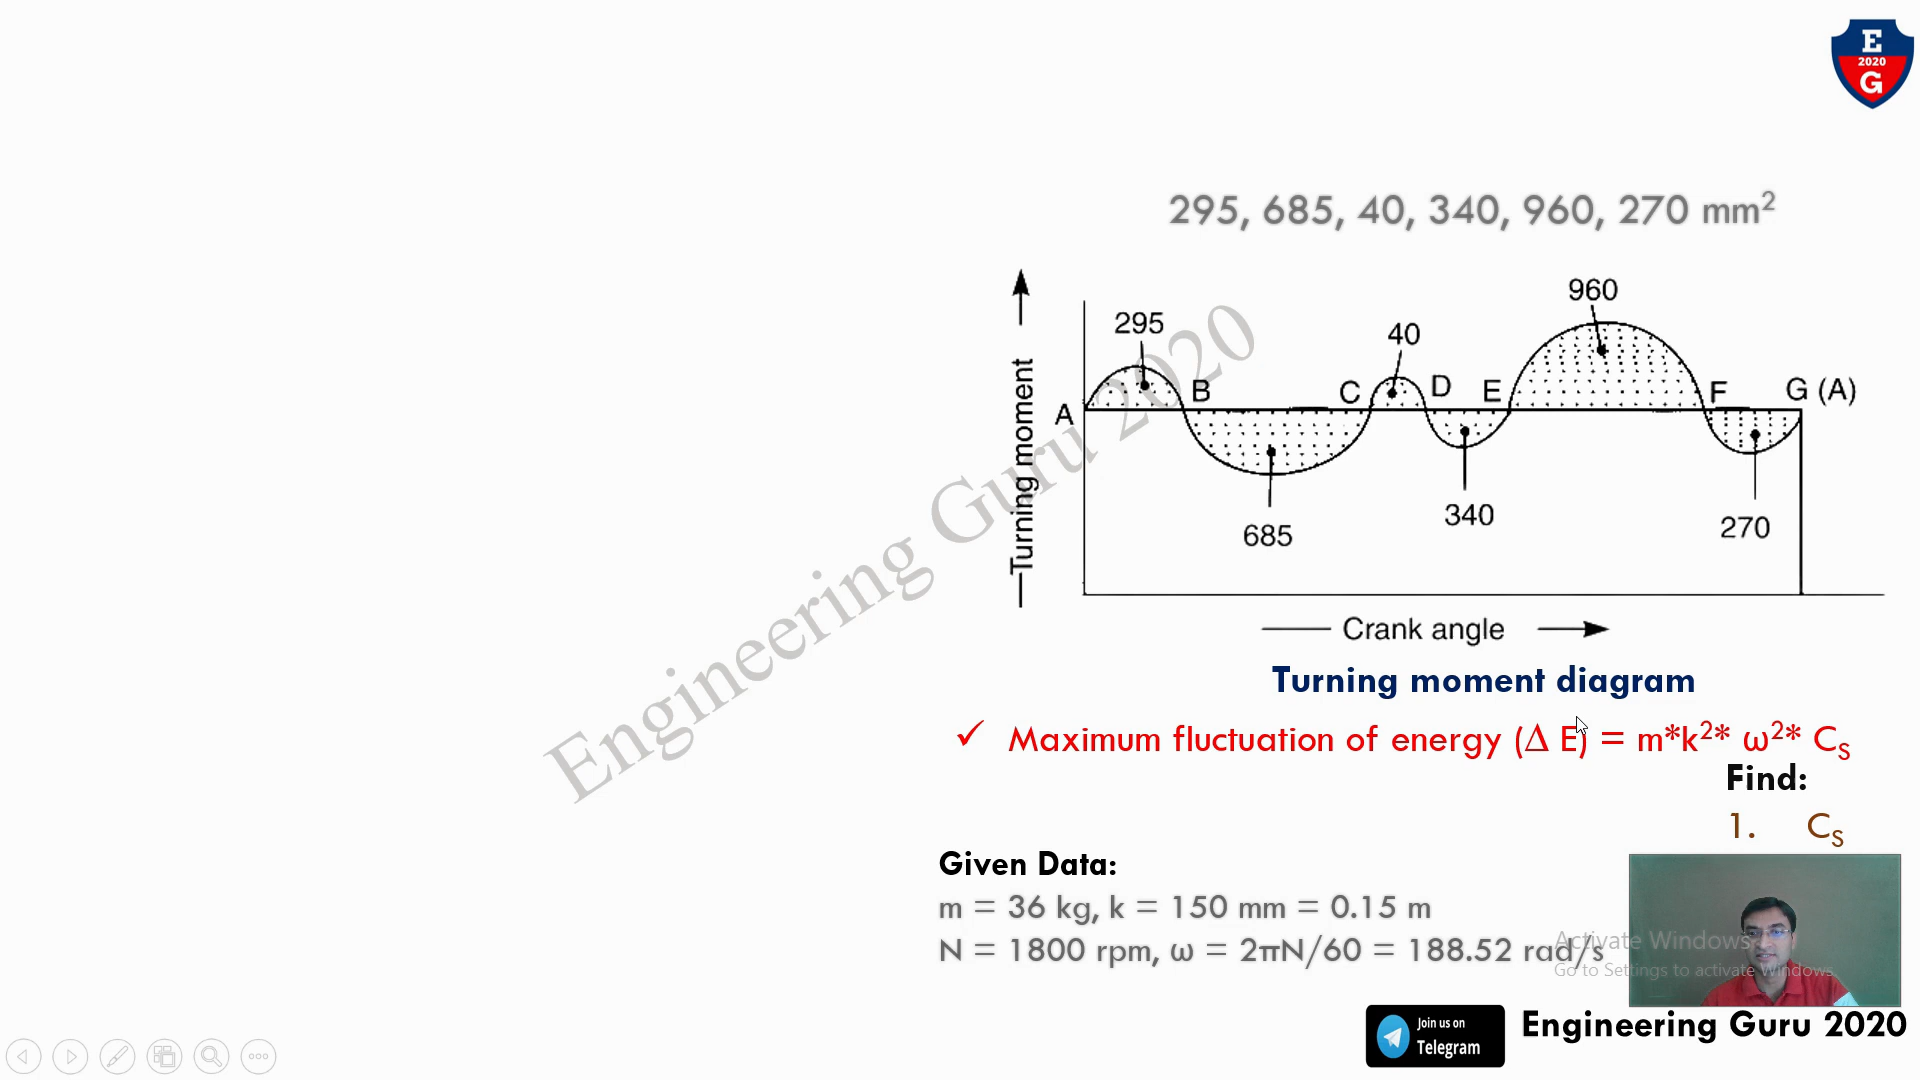 E
2020
G
295, 685, 40, 340, 960, 270 mm²
960
295
40
B
C
D
E
F
G (A)
A
Turning moment
685
340
270
Crank angle
Engineering Guru 2020
Turning moment diagram
✓ Maximum fluctuation of energy (Δ E) = m*k²* ω²* Cₛ
Find:
1. Cₛ
Given Data:
m = 36 kg, k = 150 mm = 0.15 m
N = 1800 rpm, ω = 2πN/60 = 188.52 rad/s
Activate Windows
Go to Settings to activate Windows
Join us on
Telegram
Engineering Guru 2020